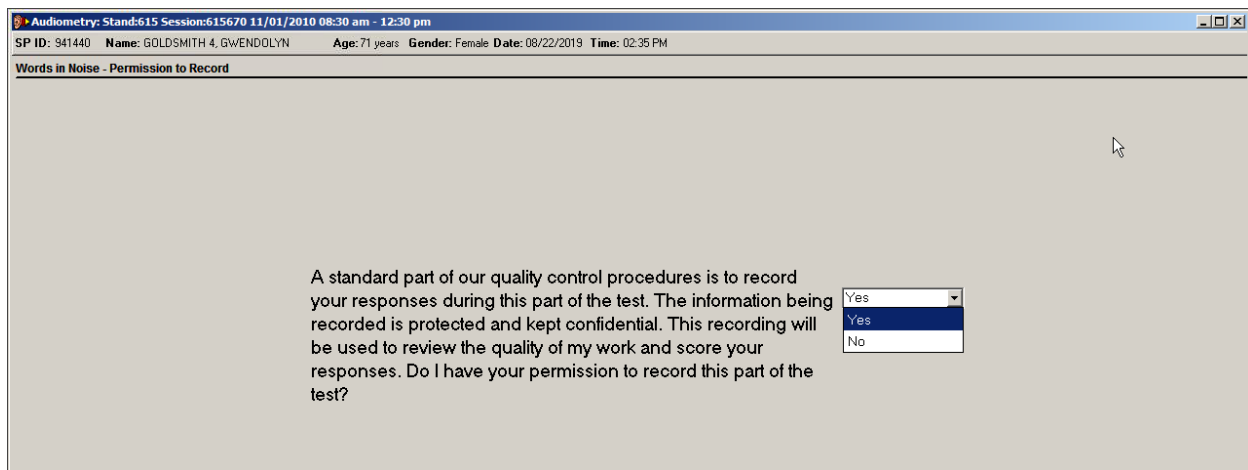 Audiometry: Stand:615 Session:615670 11/01/2010 08:30 am - 12:30 pm
SP ID: 941440 Name: GOLDSMITH 4, GWENDOLYN Age: 71 years Gender: Female Date: 08/22/2019 Time: 02:35 PM
Words in Noise - Permission to Record
A standard part of our quality control procedures is to record
your responses during this part of the test. The information being
recorded is protected and kept confidential. This recording will
be used to review the quality of my work and score your
responses. Do I have your permission to record this part of the
test?
Yes
Yes
No